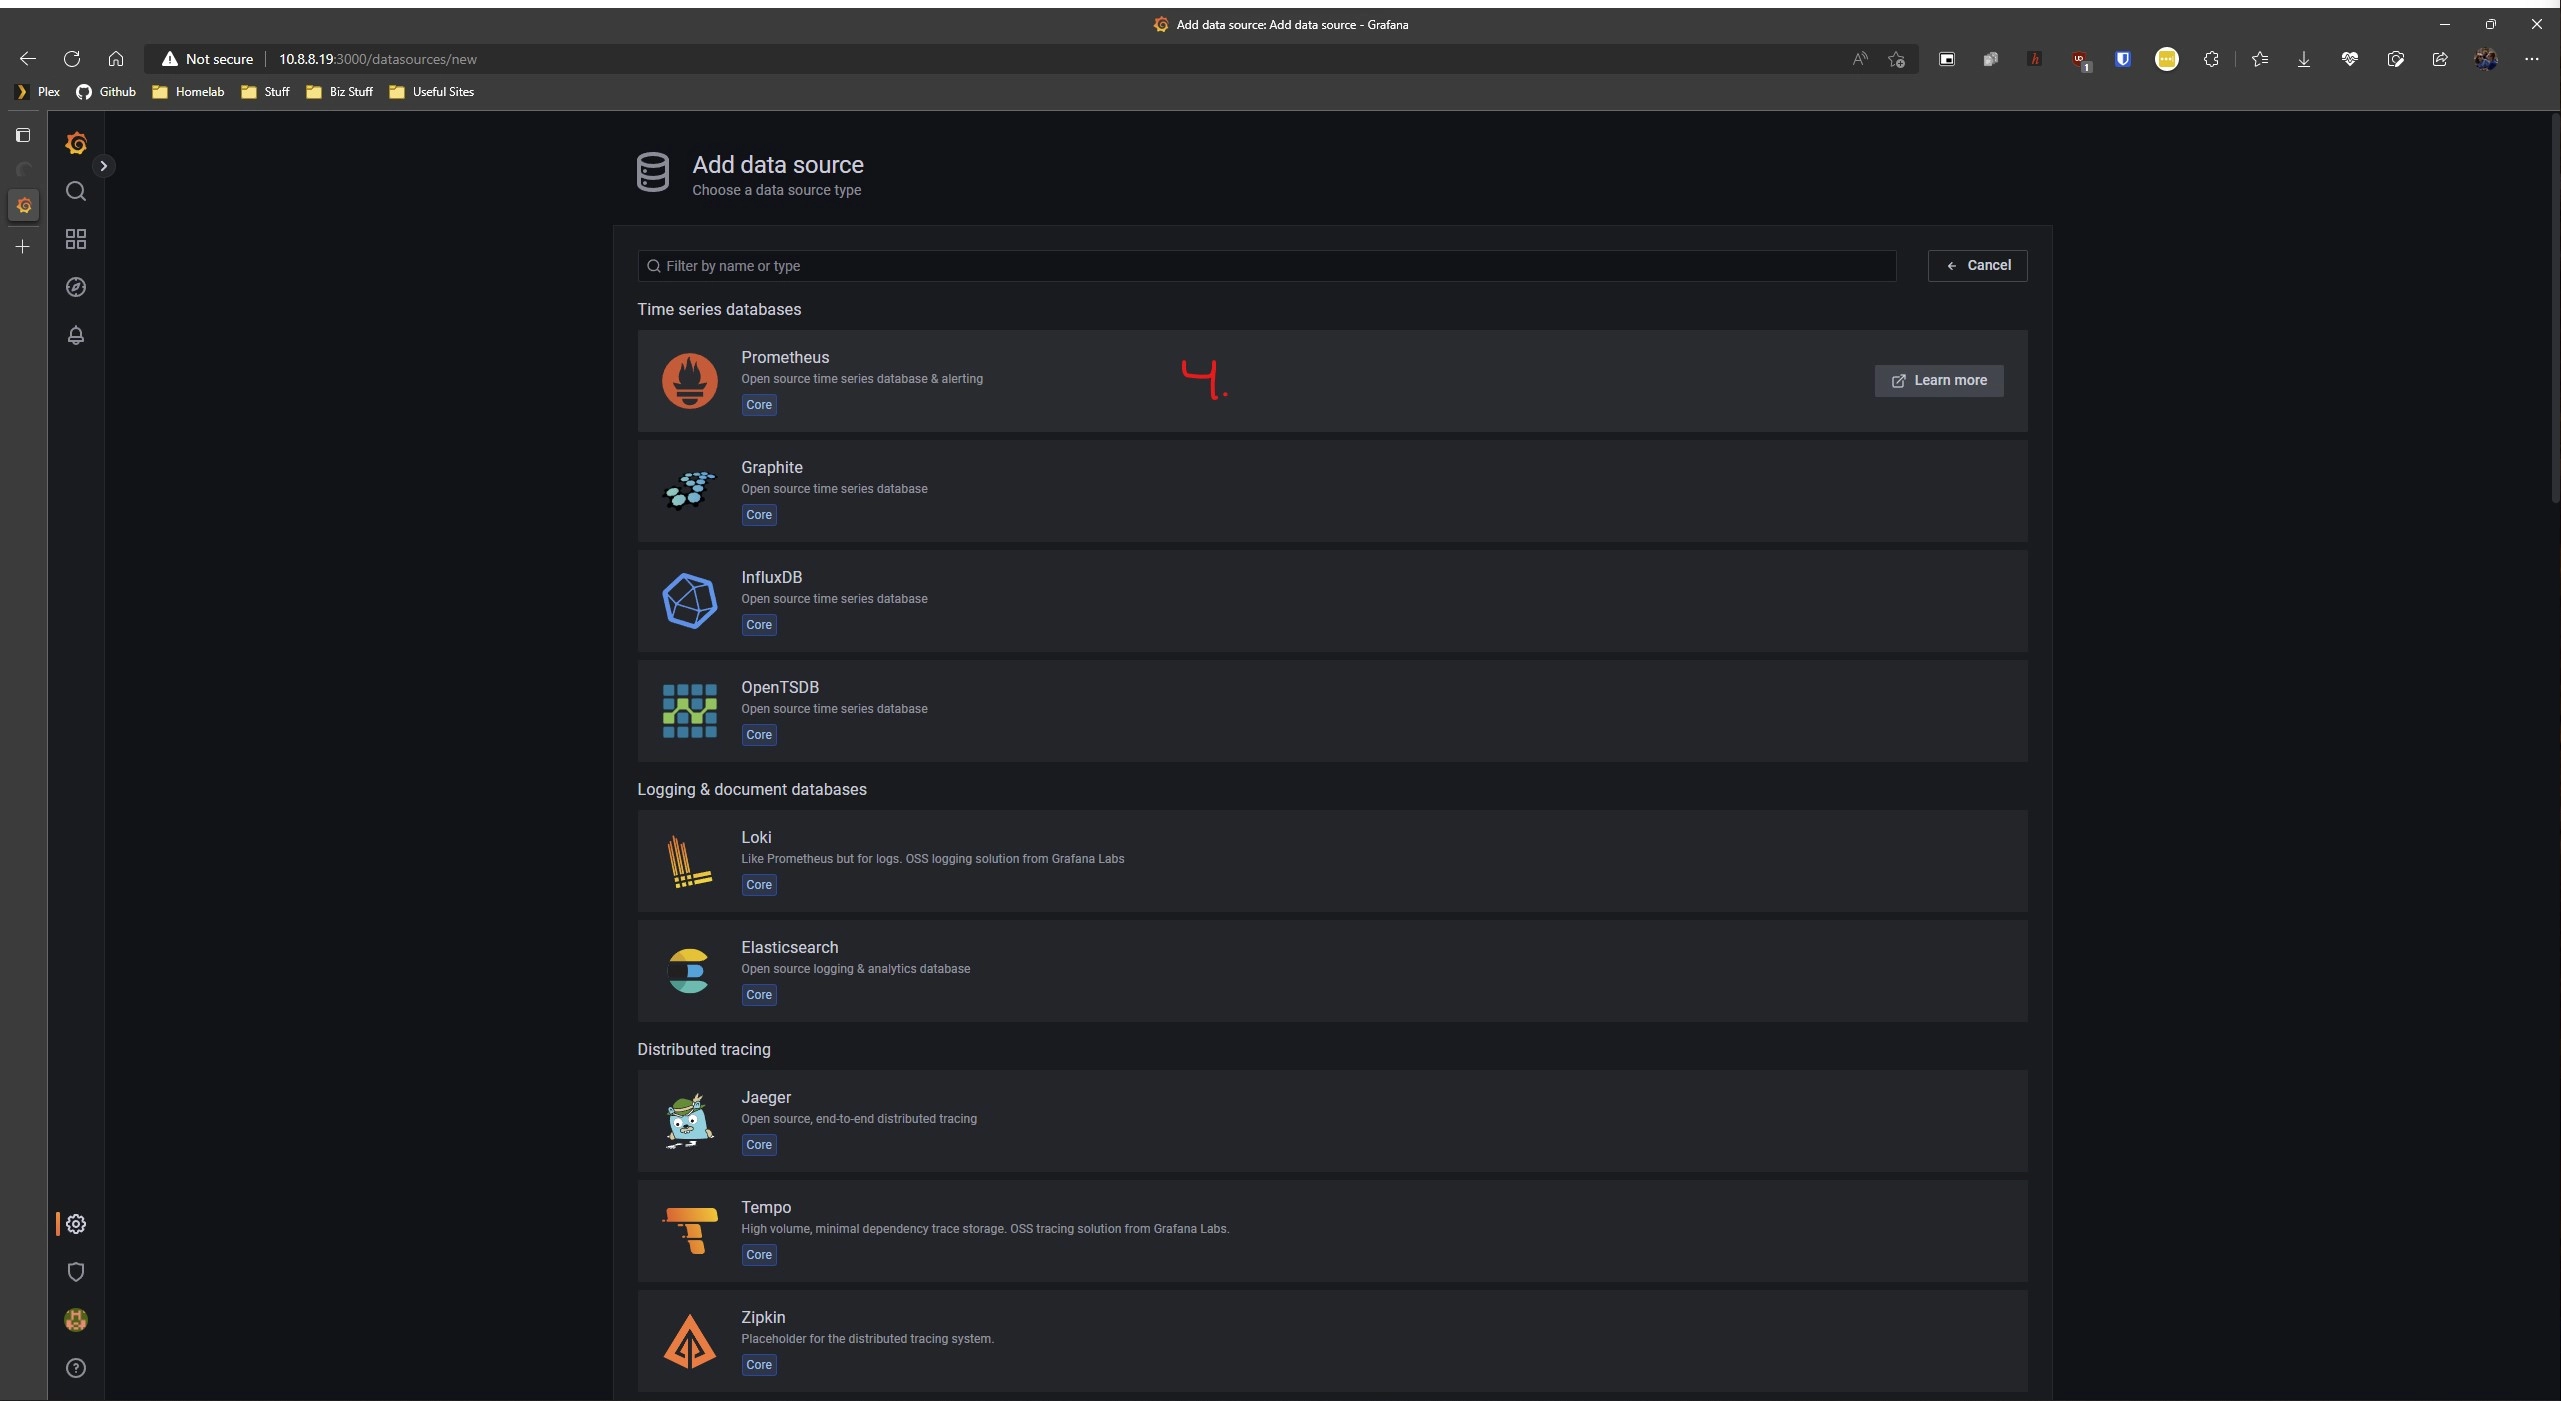 Add data source: Add data source - Grafana
Not secure 10.8.8.19:3000/datasources/new
Plex Github Homelab Stuff Biz Stuff Useful Sites
Add data source
Choose a data source type
Filter by name or type
Cancel
Time series databases
Prometheus
Open source time series database & alerting
Core
4.
Learn more
Graphite
Open source time series database
Core
InfluxDB
Open source time series database
Core
OpenTSDB
Open source time series database
Core
Logging & document databases
Loki
Like Prometheus but for logs. OSS logging solution from Grafana Labs
Core
Elasticsearch
Open source logging & analytics database
Core
Distributed tracing
Jaeger
Open source, end-to-end distributed tracing
Core
Tempo
High volume, minimal dependency trace storage. OSS tracing solution from Grafana Labs.
Core
Zipkin
Placeholder for the distributed tracing system.
Core